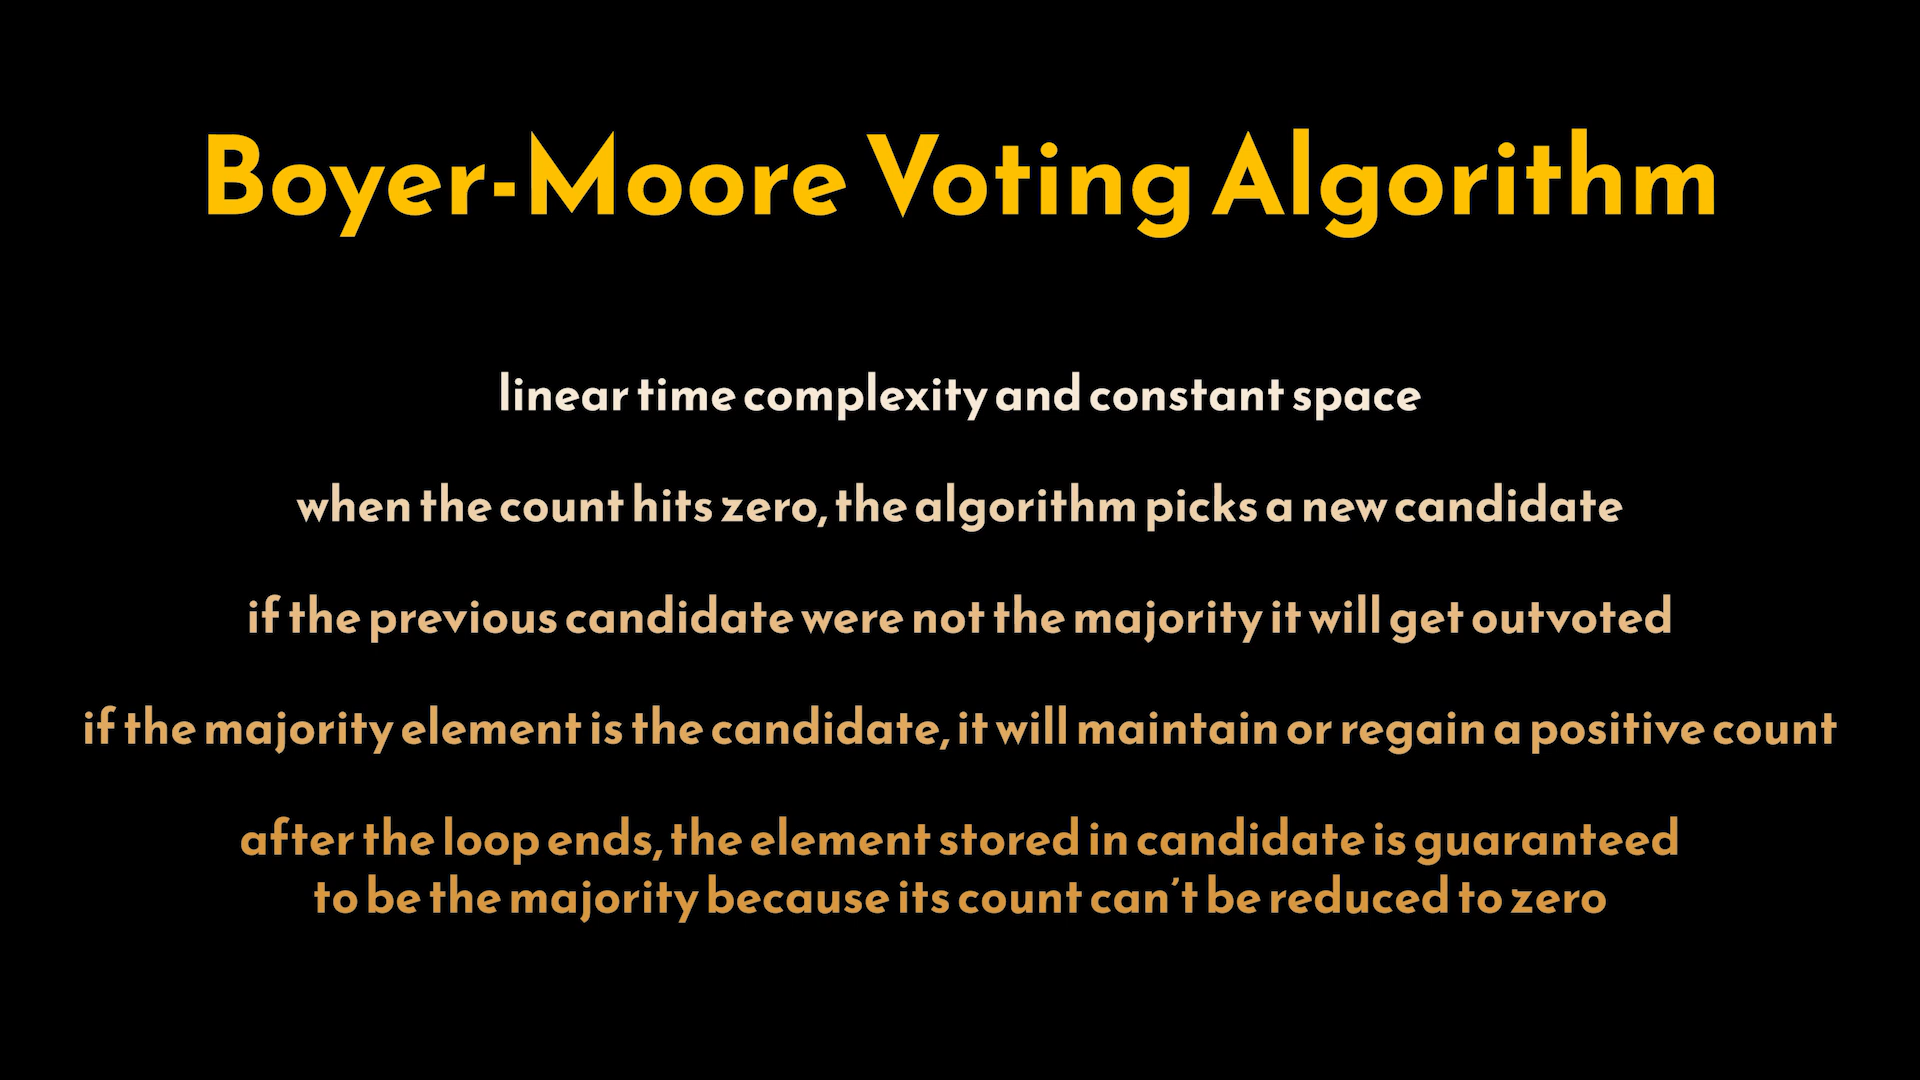 Boyer-Moore Voting Algorithm
linear time complexity and constant space
when the count hits zero, the algorithm picks a new candidate
if the previous candidate were not the majority it will get outvoted
if the majority element is the candidate, it will maintain or regain a positive count
after the loop ends, the element stored in candidate is guaranteed
to be the majority because its count can't be reduced to zero